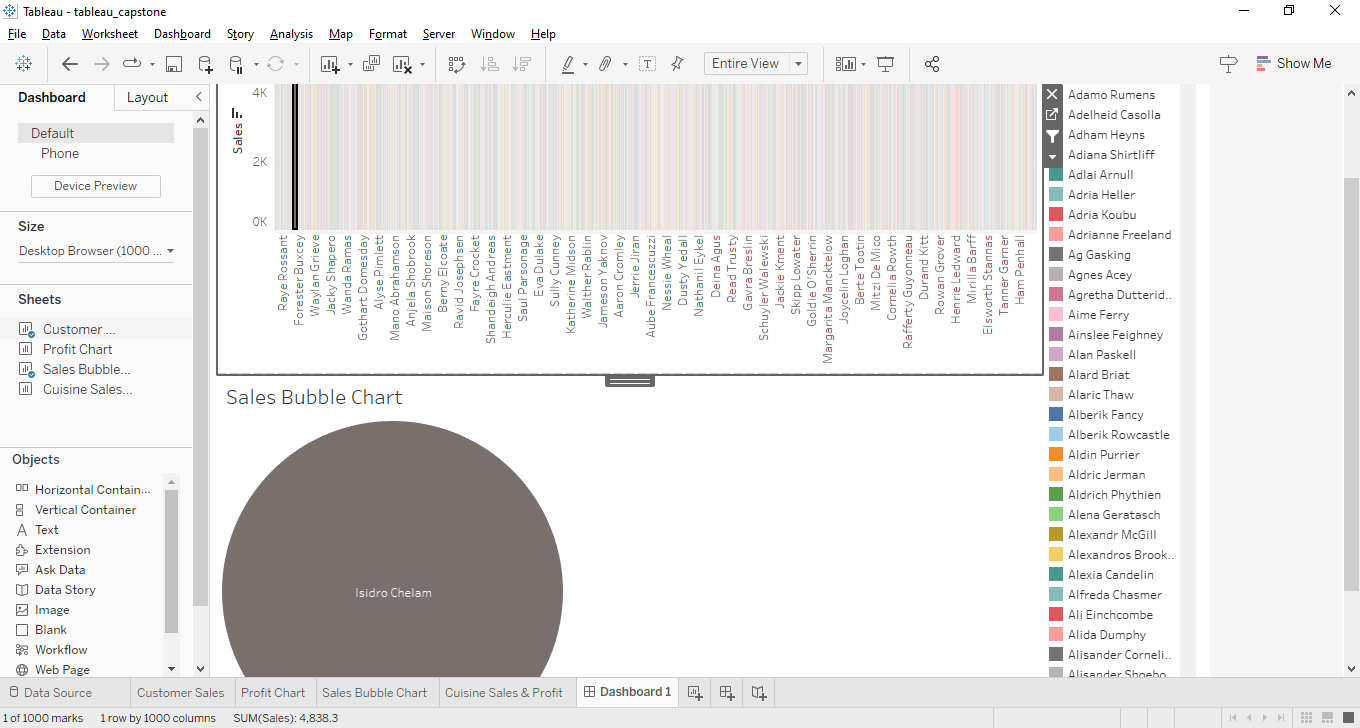 Tableau - tableau_capstone
File Data Worksheet Dashboard Story Analysis Map Format Server Window Help
Entire View
Show Me
Dashboard Layout
Default
Phone
Device Preview
Size
Desktop Browser (1000 ...
Sheets
Customer ...
Profit Chart
Sales Bubble...
Cuisine Sales...
Objects
Horizontal Contain...
Vertical Container
Text
Extension
Ask Data
Data Story
Image
Blank
Workflow
Web Page
Sales
4K
2K
0K
Raye Rossant
Forester Buxcey
Waylan Grieve
Jacky Shapero
Wanda Ramas
Gothart Domesday
Alyse Pimlett
Mano Abrahamson
Anjela Shobrook
Maison Shoreson
Berny Elcoate
Ravid Josephsen
Fayre Crocket
Shandeigh Andreas
Herculie Eastment
Saul Parsonage
Eva Dulake
Sully Cunney
Katherine Midson
Walther Rablin
Jameson Yakinov
Aaron Cromley
Jerrie Jiran
Aube Francescuzzi
Nessie Wheal
Dusty Yedall
Nathanil Eykel
Deina Agus
Read Trusty
Gavra Breslin
Schuyler Walewski
Jackie Kment
Skipp Lowater
Goldie O'Sherrin
Margarita Mancktelow
Joycelin Loghan
Berte Tootin
Mitzi De Mico
Cornelia Rowth
Rafferty Guyonneau
Durand Kitt
Rowan Grover
Henrie Ledward
Mirilla Barff
Elsworth Stannas
Tanner Garner
Ham Penhall
Sales Bubble Chart
Isidro Chelam
Adamo Rumens
Adelheid Casolla
Adham Heyns
Adiana Shirtliff
Adlai Arnull
Adria Heller
Adria Koubu
Adrianne Freeland
Ag Gasking
Agnes Acey
Agretha Dutterid..
Aime Ferry
Ainslee Feighney
Alan Paskell
Alard Briat
Alaric Thaw
Alberik Fancy
Alberik Rowcastle
Aldin Purrier
Aldric Jerman
Aldrich Phythien
Alena Geratasch
Alexandr McGill
Alexandros Brook..
Alexia Candelin
Alfreda Chasmer
Ali Einchcombe
Alida Dumphy
Alisander Corneli..
Alisander Shoebo
Data Source Customer Sales Profit Chart Sales Bubble Chart Cuisine Sales & Profit Dashboard 1
1 of 1000 marks 1 row by 1000 columns SUM(Sales): 4,838.3